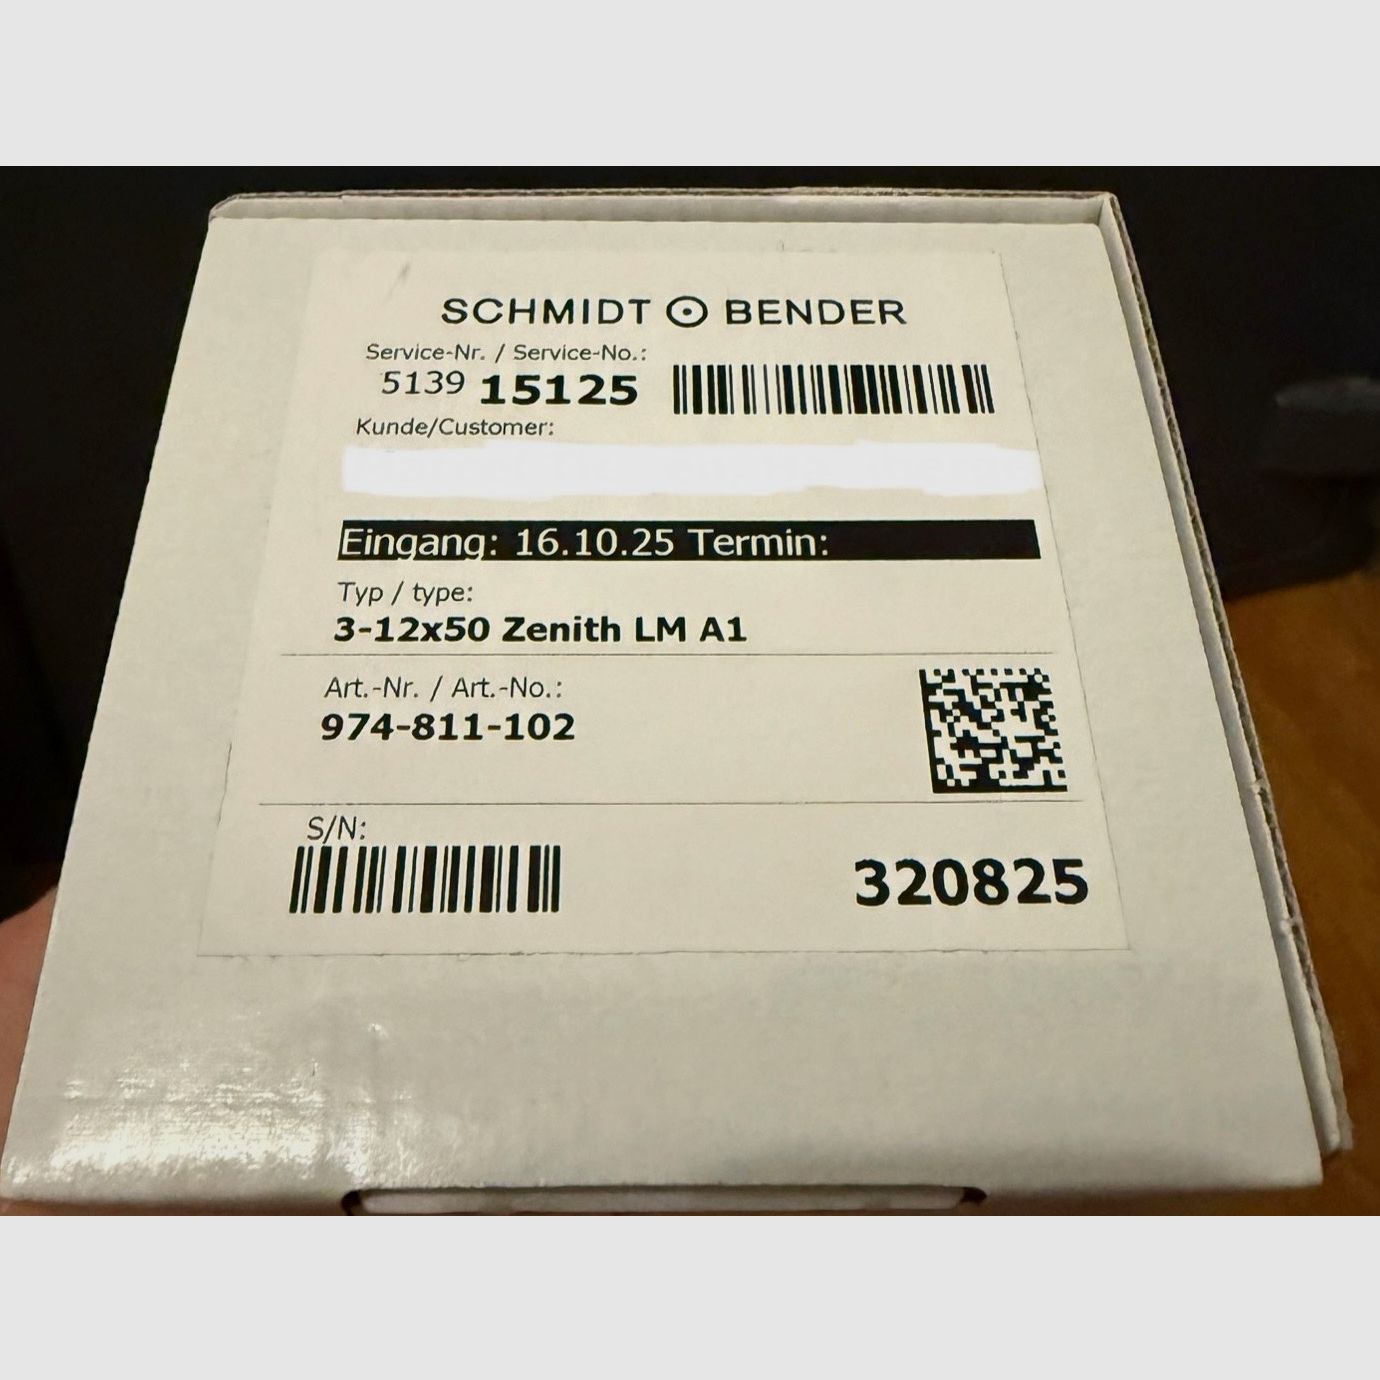 SCHMIDT BENDER
Service-Nr. / Service-No.:
5139 15125
Kunde/Customer:
Eingang: 16.10.25 Termin:
Typ / type:
3-12x50 Zenith LM A1
Art.-Nr. / Art.-No.:
974-811-102
S/N:
320825